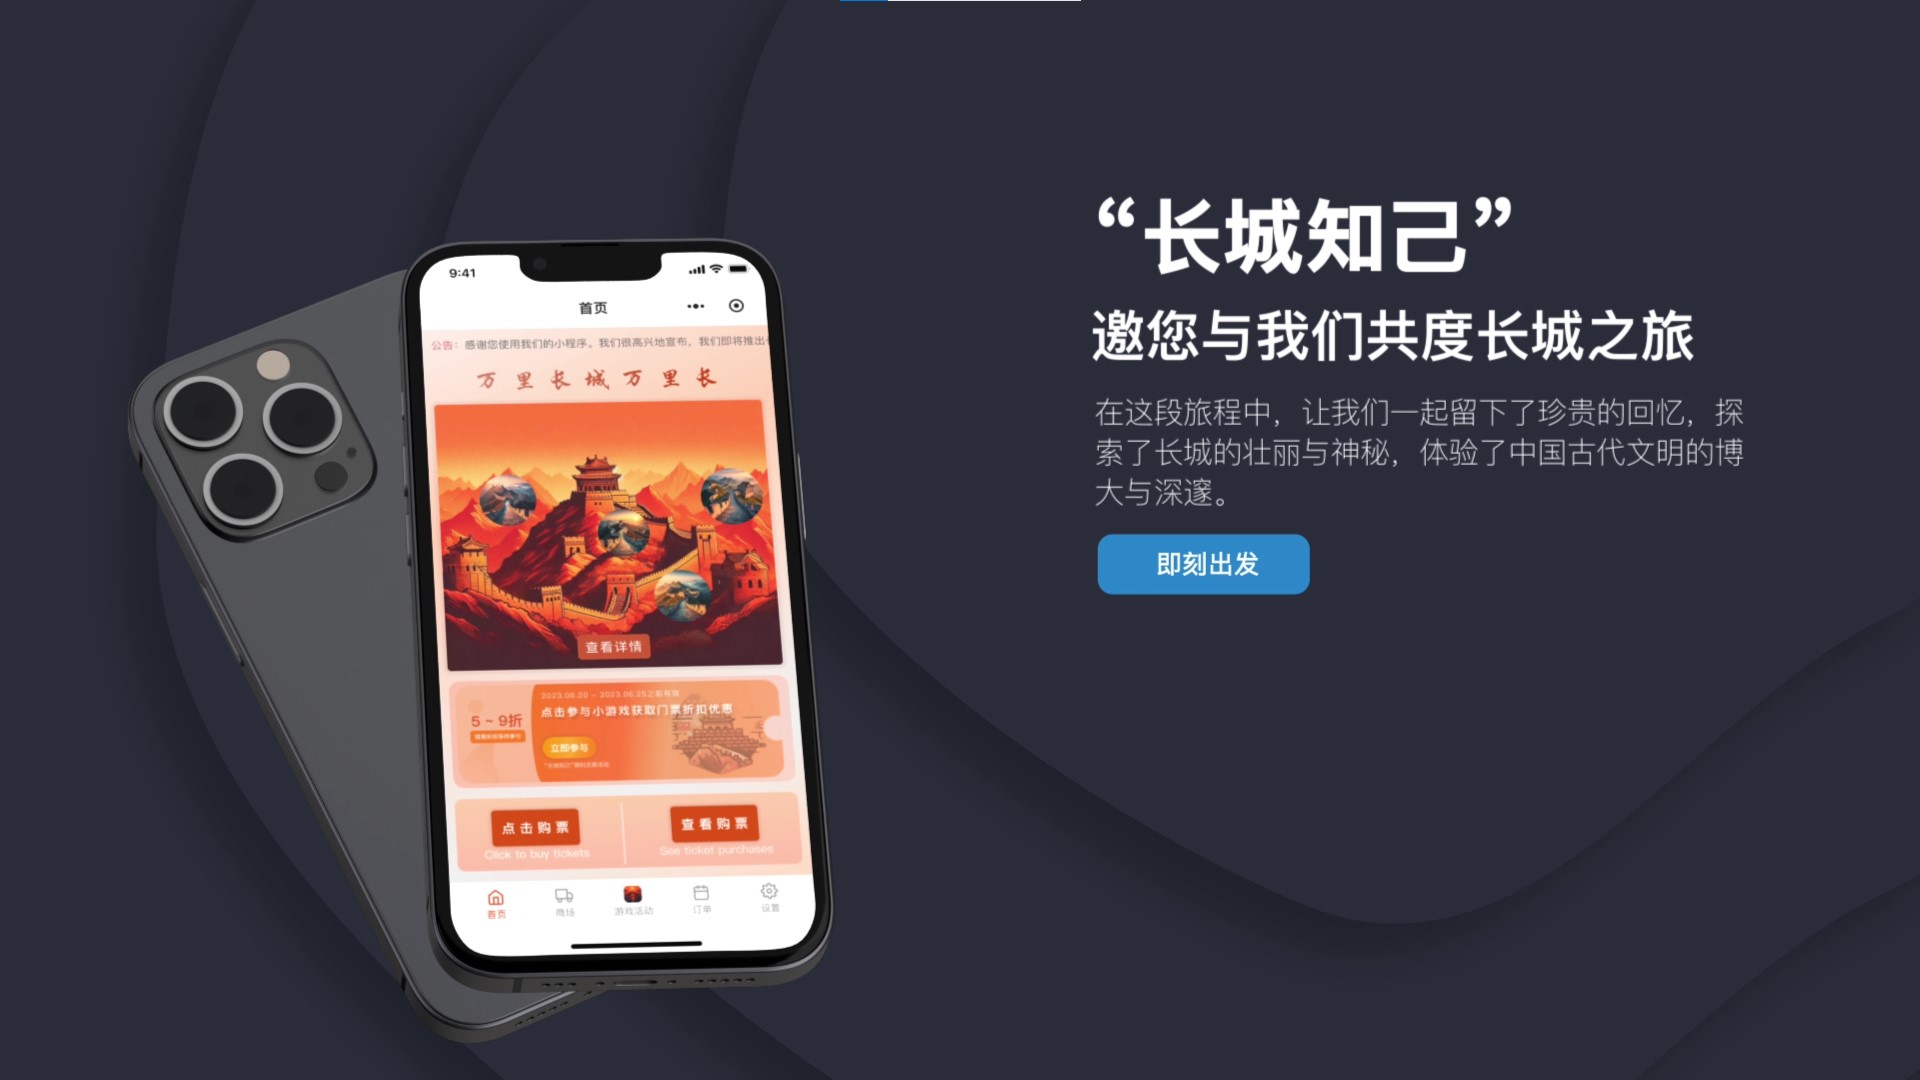 “长城知己”
邀您与我们共度长城之旅
在这段旅程中，让我们一起留下了珍贵的回忆，探
索了长城的壮丽与神秘，体验了中国古代文明的博
大与深邃。
即刻出发
9:41
首页
公告：感谢您使用我们的小程序。我们很高兴地宣布，我们即将推出
万里长城万里长
查看详情
2023.06.20 ~ 2023.06.25之前有效
点击参与小游戏获取门票折扣优惠
5 ~ 9折
立即参与
点击购票
Click to buy tickets
查看购票
See ticket purchases
首页
商场
游戏活动
订单
设置